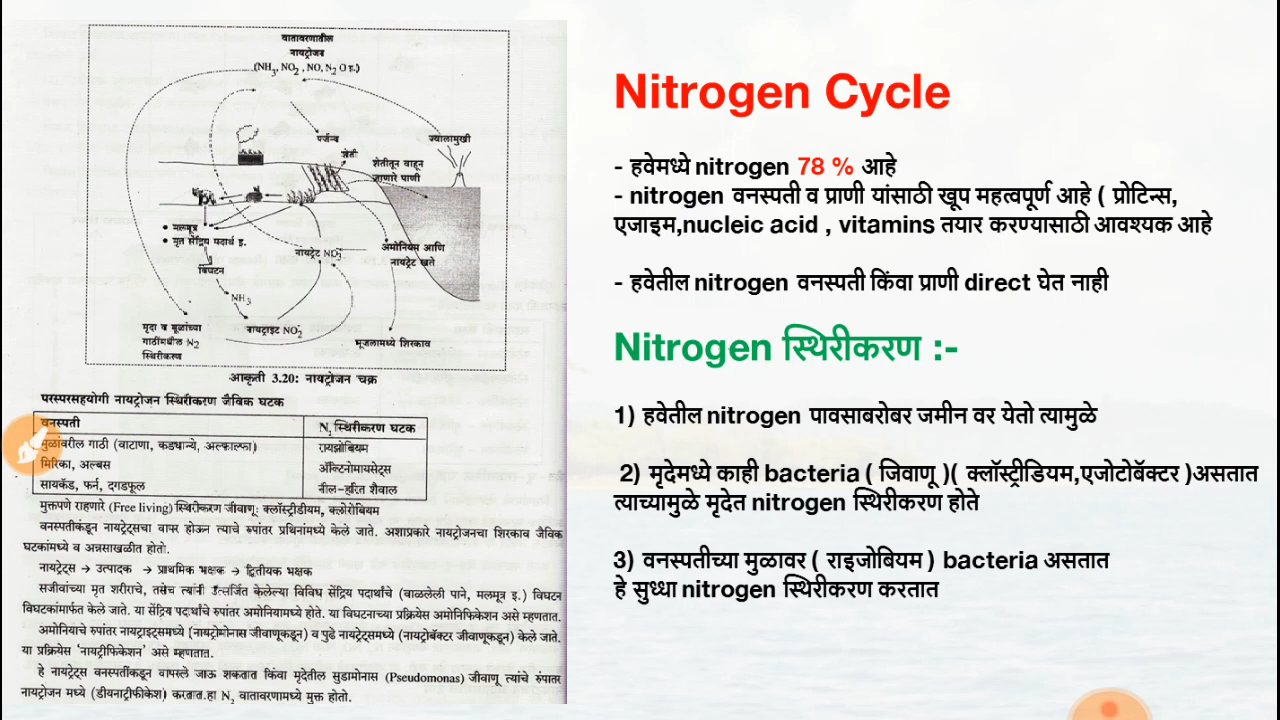 वातावरणातील
नायट्रोजन
(NH3, NO2 , NO, N2 O इ.)
पर्जन्य
शेती
ज्वालामुखी
शेतीतून वाहून
जाणारे पाणी
• मलमूत्र
• मृत सेंद्रिय पदार्थ इ.
विघटन
नायट्रेट NO3-
अमोनियम आणि
नायट्रेट खते
NH3
नायट्राइट NO2-
मृदा व मूळांच्या
गाठींमधील N2
स्थिरीकरण
भूजलामध्ये शिरकाव
आकृती 3.20: नायट्रोजन चक्र
परस्परसहयोगी नायट्रोजन स्थिरीकरण जैविक घटक
वनस्पती N2 स्थिरीकरण घटक
मुळांवरील गाठी (वाटाणा, कडधान्ये, अल्फाल्फा) रायझोबियम
मिरिका, अल्बस ॲक्टिनोमायसेट्स
सायकॅड, फर्न, दगडफूल नील-हरित शैवाल
मुक्तपणे राहणारे (Free living) स्थिरीकरण जीवाणू: क्लॉस्ट्रीडीयम, क्लोरोबियम
वनस्पतीकंडून नायट्रेट्सचा वापर होऊन त्याचे रुपांतर प्रथिनांमध्ये केले जाते. अशाप्रकारे नायट्रोजनचा शिरकाव जैविक
घटकांमध्ये व अन्नसाखळीत होतो.
नायट्रेट्स → उत्पादक → प्राथमिक भक्षक → द्वितीयक भक्षक
सजीवांच्या मृत शरीराचे, तसेच त्यांनी उत्सर्जित केलेल्या विविध सेंद्रिय पदार्थांचे (वाळलेली पाने, मलमूत्र इ.) विघटन
विघटकांमार्फत केले जाते. या सेंद्रिय पदार्थांचे रुपांतर अमोनियामध्ये होते. या विघटनाच्या प्रक्रियेस अमोनिफिकेशन असे म्हणतात.
अमोनियाचे रुपांतर नायट्राइट्समध्ये (नायट्रोमोनास जीवाणूकडून) व पुढे नायट्रेट्समध्ये (नायट्रोबॅक्टर जीवाणूकडून) केले जाते.
या प्रक्रियेस 'नायट्रीफिकेशन' असे म्हणतात.
हे नायट्रेट्स वनस्पतींकडून वापरले जाऊ शकतात किंवा मृदेतील सुडामोनास (Pseudomonas) जीवाणू त्यांचे रुपांतर
नायट्रोजन मध्ये (डीयनाट्रीफीकेश) करतात.हा N2 वातावरणामध्ये मुक्त होतो.
Nitrogen Cycle
- हवेमध्ये nitrogen 78 % आहे
- nitrogen वनस्पती व प्राणी यांसाठी खूप महत्वपूर्ण आहे ( प्रोटिन्स,
एजाइम,nucleic acid , vitamins तयार करण्यासाठी आवश्यक आहे
- हवेतील nitrogen वनस्पती किंवा प्राणी direct घेत नाही
Nitrogen स्थिरीकरण :-
1) हवेतील nitrogen पावसाबरोबर जमीन वर येतो त्यामुळे
2) मृदेमध्ये काही bacteria ( जिवाणू )( क्लॉस्ट्रीडियम,एजोटोबॅक्टर )असतात
त्याच्यामुळे मृदेत nitrogen स्थिरीकरण होते
3) वनस्पतीच्या मुळावर ( राइजोबियम ) bacteria असतात
हे सुध्धा nitrogen स्थिरीकरण करतात